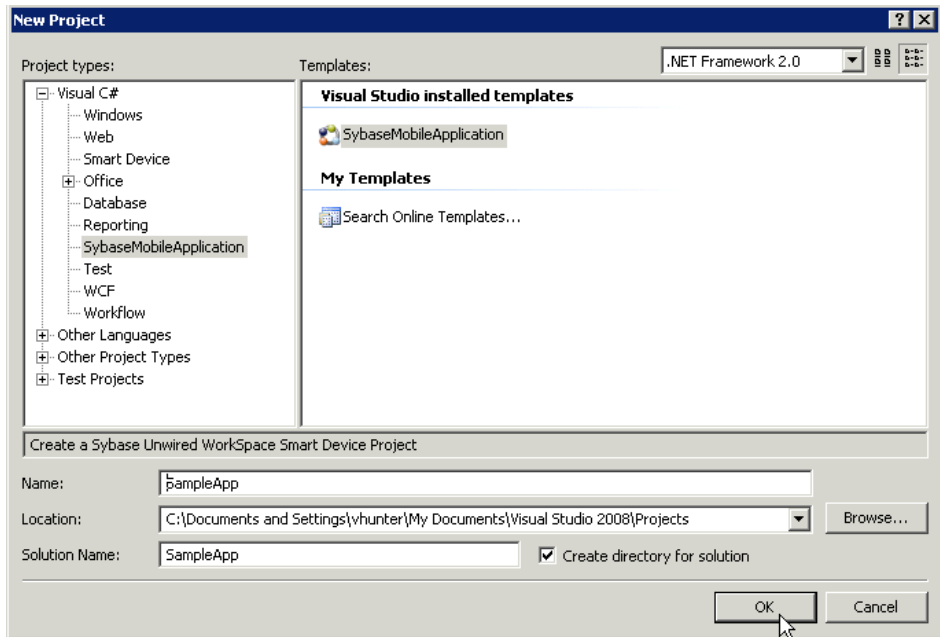 New Project
Project types:
Templates:
.NET Framework 2.0
Visual C#
Windows
Web
Smart Device
Office
Database
Reporting
SybaseMobileApplication
Test
WCF
Workflow
Other Languages
Other Project Types
Test Projects
Visual Studio installed templates
SybaseMobileApplication
My Templates
Search Online Templates...
Create a Sybase Unwired WorkSpace Smart Device Project
Name:
SampleApp
Location:
C:\Documents and Settings\vhunter\My Documents\Visual Studio 2008\Projects
Browse...
Solution Name:
SampleApp
Create directory for solution
OK
Cancel